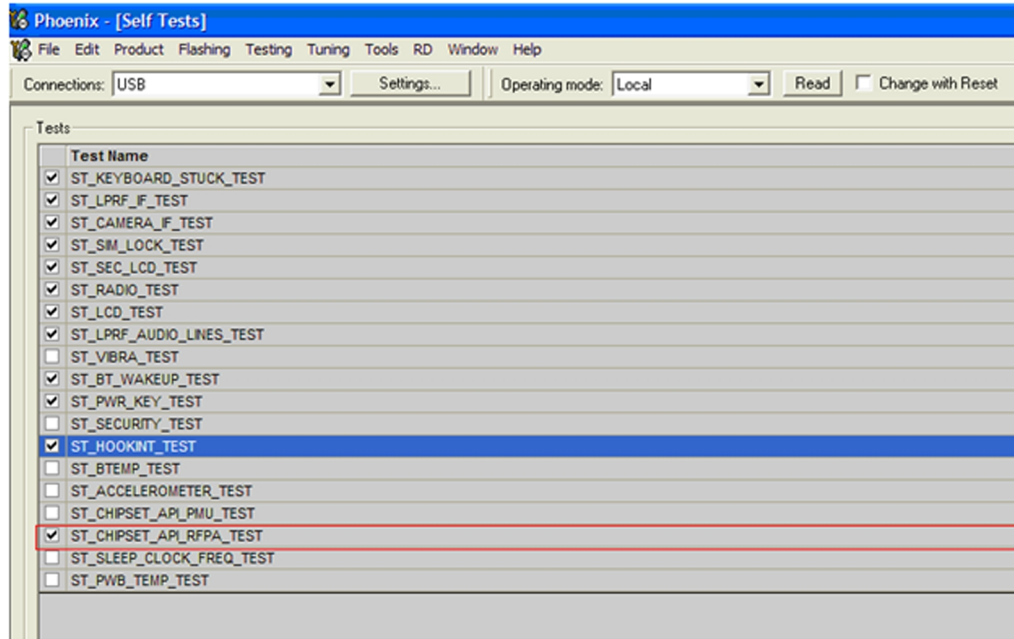 Phoenix - [Self Tests]
File Edit Product Flashing Testing Tuning Tools RD Window Help
Connections: USB Settings... Operating mode: Local Read Change with Reset
Tests
Test Name
ST_KEYBOARD_STUCK_TEST
ST_LPRF_IF_TEST
ST_CAMERA_IF_TEST
ST_SIM_LOCK_TEST
ST_SEC_LCD_TEST
ST_RADIO_TEST
ST_LCD_TEST
ST_LPRF_AUDIO_LINES_TEST
ST_VIBRA_TEST
ST_BT_WAKEUP_TEST
ST_PWR_KEY_TEST
ST_SECURITY_TEST
ST_HOOKINT_TEST
ST_BTEMP_TEST
ST_ACCELEROMETER_TEST
ST_CHIPSET_API_PMU_TEST
ST_CHIPSET_API_RFPA_TEST
ST_SLEEP_CLOCK_FREQ_TEST
ST_PWB_TEMP_TEST